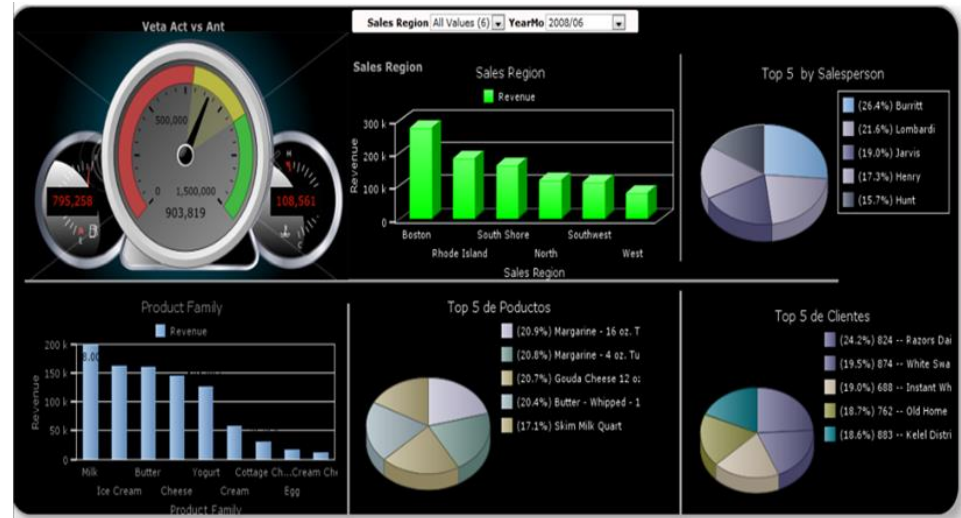 Sales Region All Values (6) YearMo 2008/06
Veta Act vs Ant
500,000
0 1,500,000
903,819
795,258
108,561
H
C
E
Sales Region
Sales Region
Revenue
300 k
200 k
100 k
0
Revenue
Boston South Shore Southwest
Rhode Island North West
Sales Region
Top 5 by Salesperson
(26.4%) Burritt
(21.6%) Lombardi
(19.0%) Jarvis
(17.3%) Henry
(15.7%) Hunt
Product Family
Revenue
200 k
150 k
100 k
50 k
0
Revenue
8.00
Milk Butter Yogurt Cottage Ch...Cream Che
Ice Cream Cheese Cream Egg
Product Family
Top 5 de Poductos
(20.9%) Margarine - 16 oz. T
(20.8%) Margarine - 4 oz. Tu
(20.7%) Gouda Cheese 12 oz
(20.4%) Butter - Whipped - 1
(17.1%) Skim Milk Quart
Top 5 de Clientes
(24.2%) 824 -- Razors Dai
(19.5%) 874 -- White Swa
(19.0%) 688 -- Instant Wh
(18.7%) 762 -- Old Home
(18.6%) 883 -- Kelel Distri